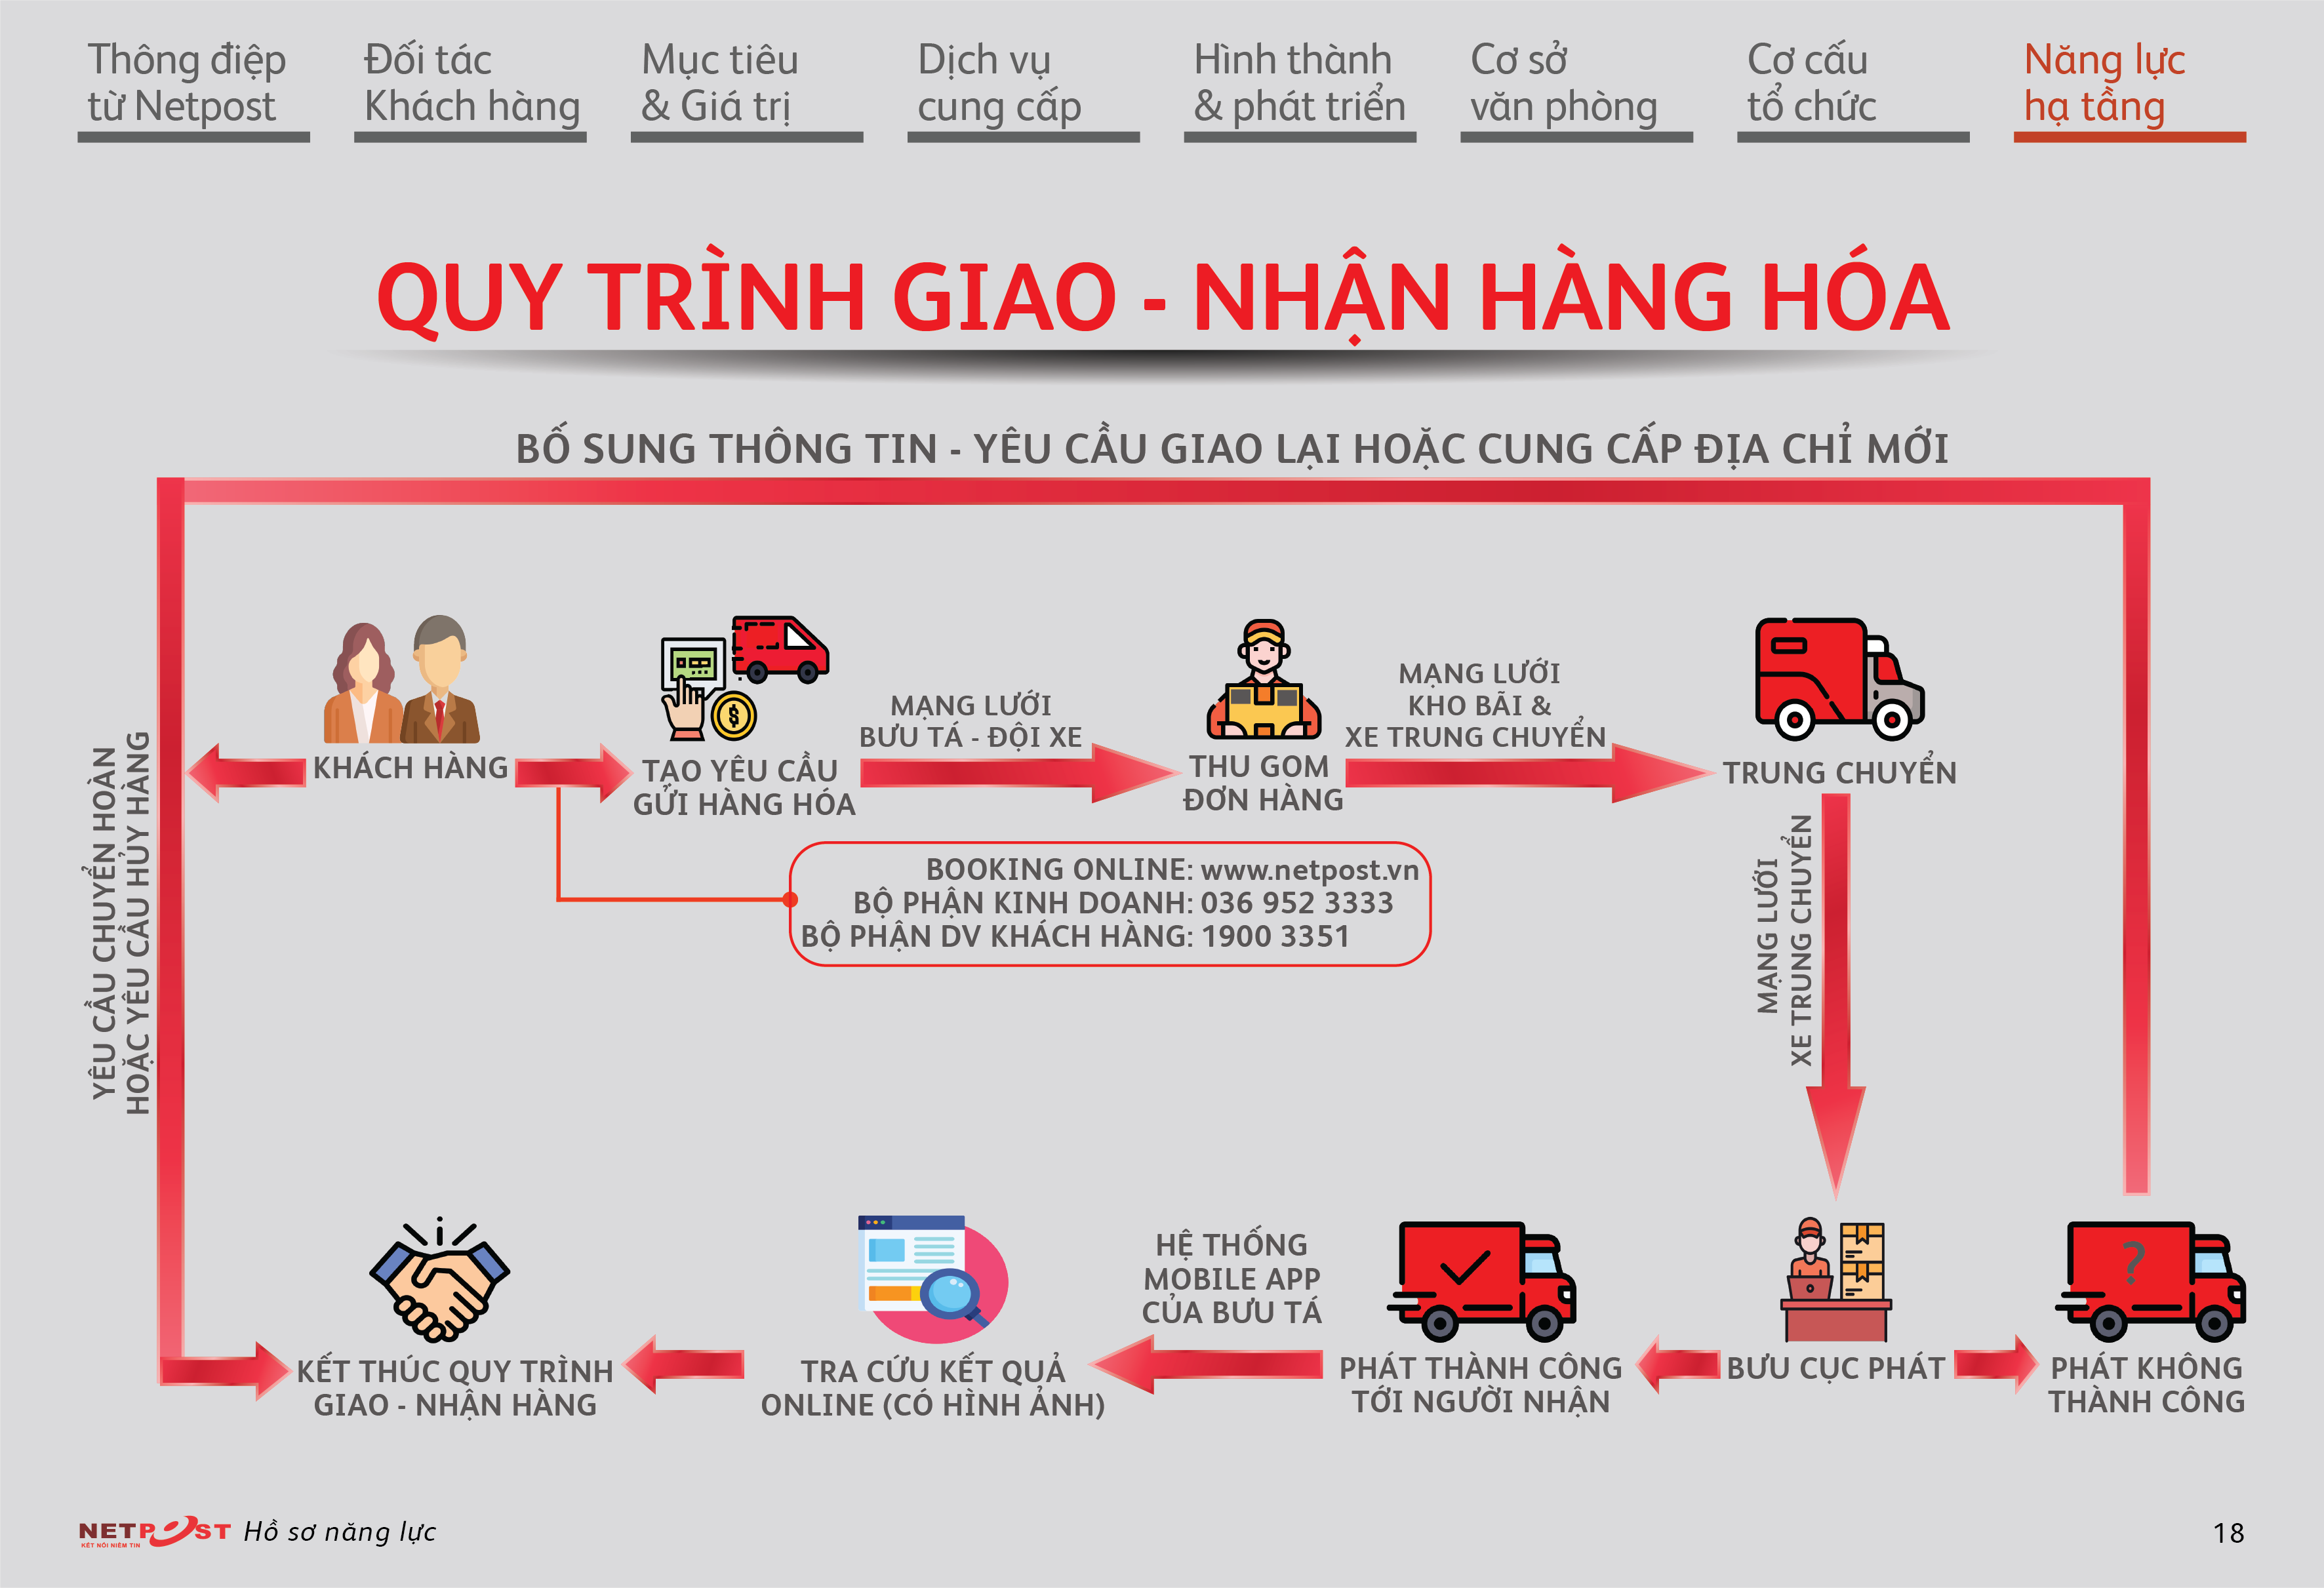 Thông điệp
từ Netpost
Đối tác
Khách hàng
Mục tiêu
& Giá trị
Dịch vụ
cung cấp
Hình thành
& phát triển
Cơ sở
văn phòng
Cơ cấu
tổ chức
Năng lực
hạ tầng
QUY TRÌNH GIAO - NHẬN HÀNG HÓA
BỐ SUNG THÔNG TIN - YÊU CẦU GIAO LẠI HOẶC CUNG CẤP ĐỊA CHỈ MỚI
KHÁCH HÀNG
TẠO YÊU CẦU
GỬI HÀNG HÓA
MẠNG LƯỚI
BƯU TÁ - ĐỘI XE
THU GOM
ĐƠN HÀNG
MẠNG LƯỚI
KHO BÃI &
XE TRUNG CHUYỂN
TRUNG CHUYỂN
BOOKING ONLINE: www.netpost.vn
BỘ PHẬN KINH DOANH: 036 952 3333
BỘ PHẬN DV KHÁCH HÀNG: 1900 3351
YÊU CẦU CHUYỂN HOÀN
HOẶC YÊU CẦU HỦY HÀNG
MẠNG LƯỚI
XE TRUNG CHUYỂN
KẾT THÚC QUY TRÌNH
GIAO - NHẬN HÀNG
TRA CỨU KẾT QUẢ
ONLINE (CÓ HÌNH ẢNH)
HỆ THỐNG
MOBILE APP
CỦA BƯU TÁ
PHÁT THÀNH CÔNG
TỚI NGƯỜI NHẬN
BƯU CỤC PHÁT
?
PHÁT KHÔNG
THÀNH CÔNG
NETPOST
KẾT NỐI NIỀM TIN
Hồ sơ năng lực
18